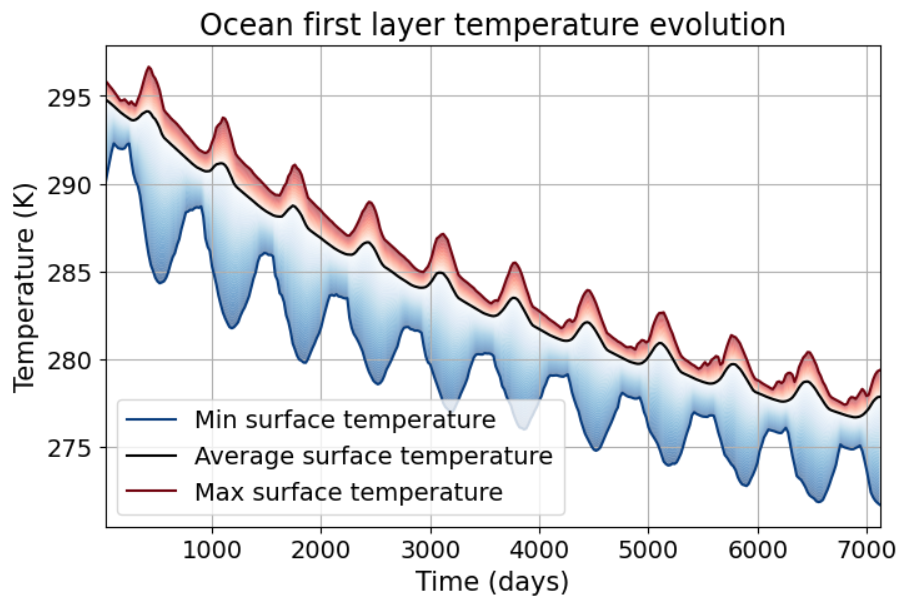 Ocean first layer temperature evolution
Temperature (K)
295
290
285
280
275
Min surface temperature
Average surface temperature
Max surface temperature
1000 2000 3000 4000 5000 6000 7000
Time (days)